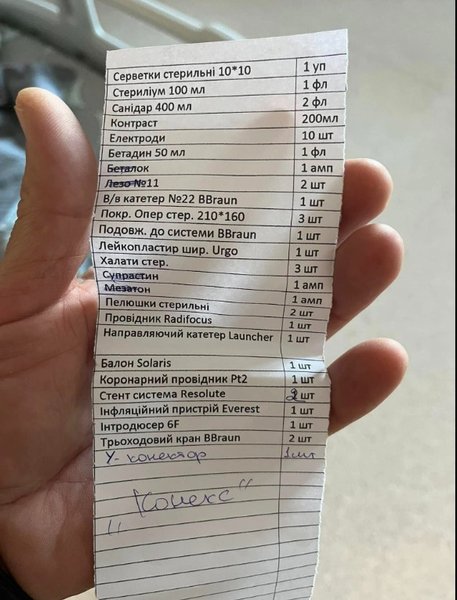 Серветки стерильні 10*10 1 уп
Стериліум 100 мл 1 фл
Санідар 400 мл 2 фл
Контраст 200мл
Електроди 10 шт
Бетадин 50 мл 1 фл
Беталок 1 амп
Лезо №11 2 шт
В/в катетер №22 BBraun 1 шт
Покр. Опер стер. 210*160 3 шт
Подовж. до системи BBraun 1 шт
Лейкопластир шир. Urgo 1 шт
Халати стер. 3 шт
Супрастин 1 амп
Мезатон 1 амп
Пелюшки стерильні 2 шт
Провідник Radifocus 1 шт
Направляючий катетер Launcher 1 шт
Балон Solaris 1 шт
Коронарний провідник Pt2 1 шт
Стент система Resolute 2 шт
Інфляційний пристрій Everest 1 шт
Інтродюсер 6F 1 шт
Трьоходовий кран BBraun 2 шт
У- конектор 1 шт
"Конекс"